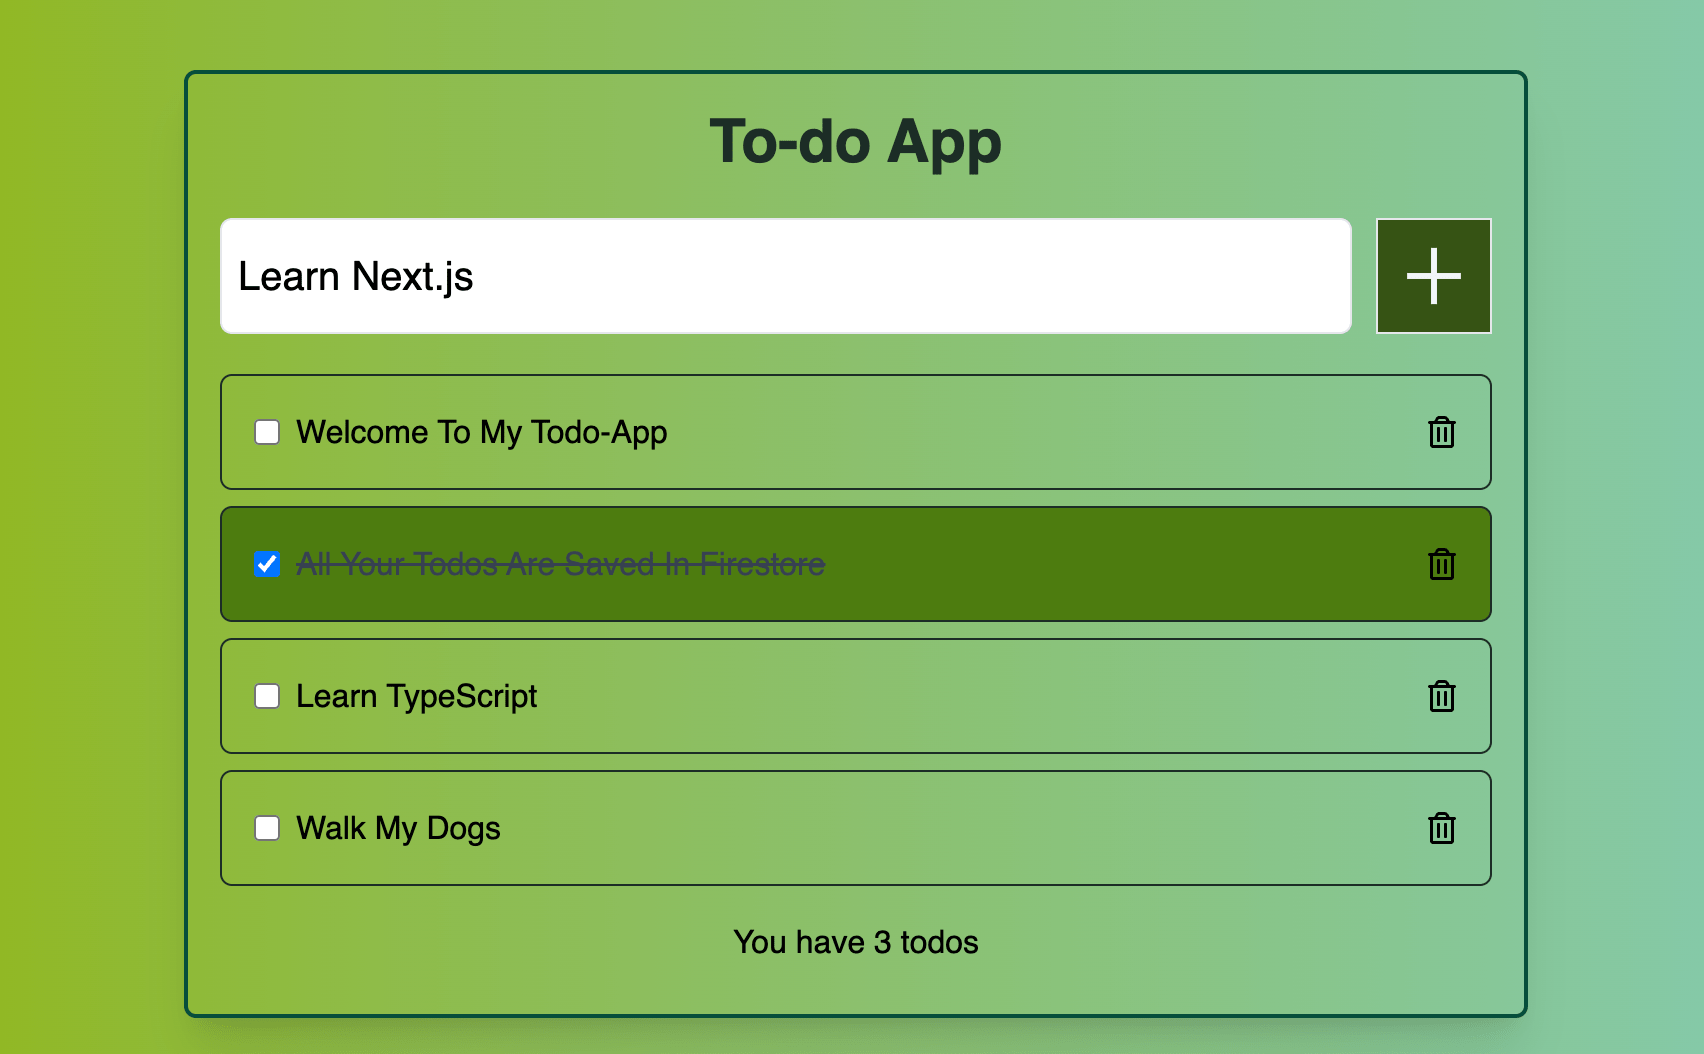 To-do App
Learn Next.js
Welcome To My Todo-App
All Your Todos Are Saved In Firestore
Learn TypeScript
Walk My Dogs
You have 3 todos